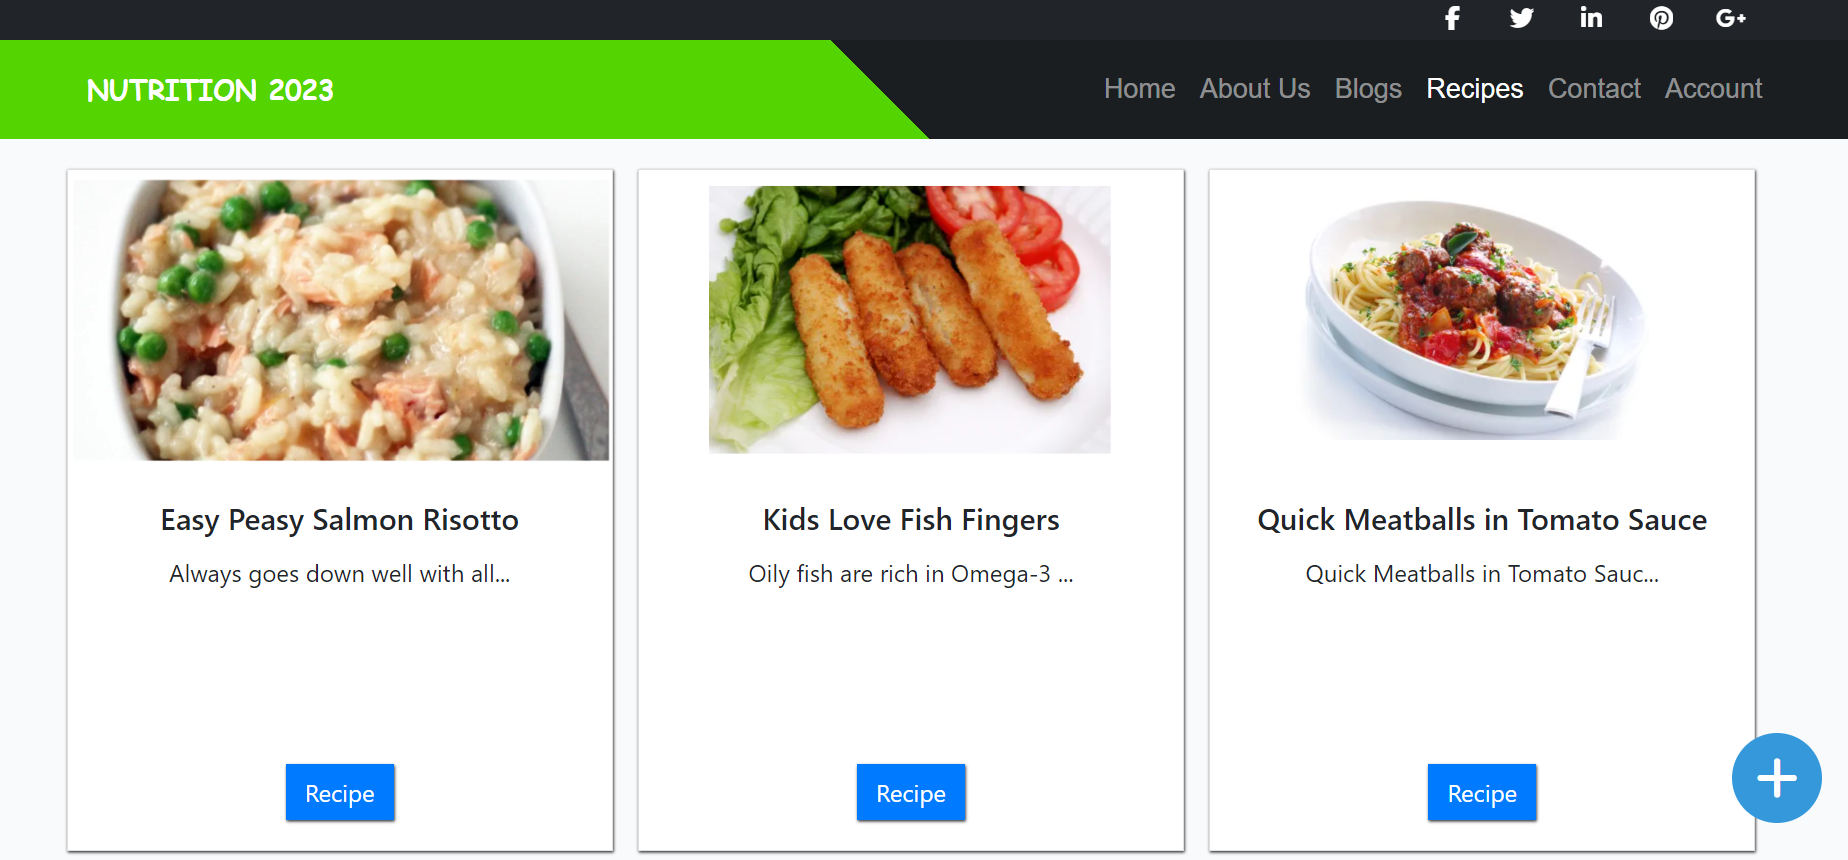 NUTRITION 2023
Home About Us Blogs Recipes Contact Account
Easy Peasy Salmon Risotto
Always goes down well with all...
Recipe
Kids Love Fish Fingers
Oily fish are rich in Omega-3 ...
Recipe
Quick Meatballs in Tomato Sauce
Quick Meatballs in Tomato Sauc...
Recipe